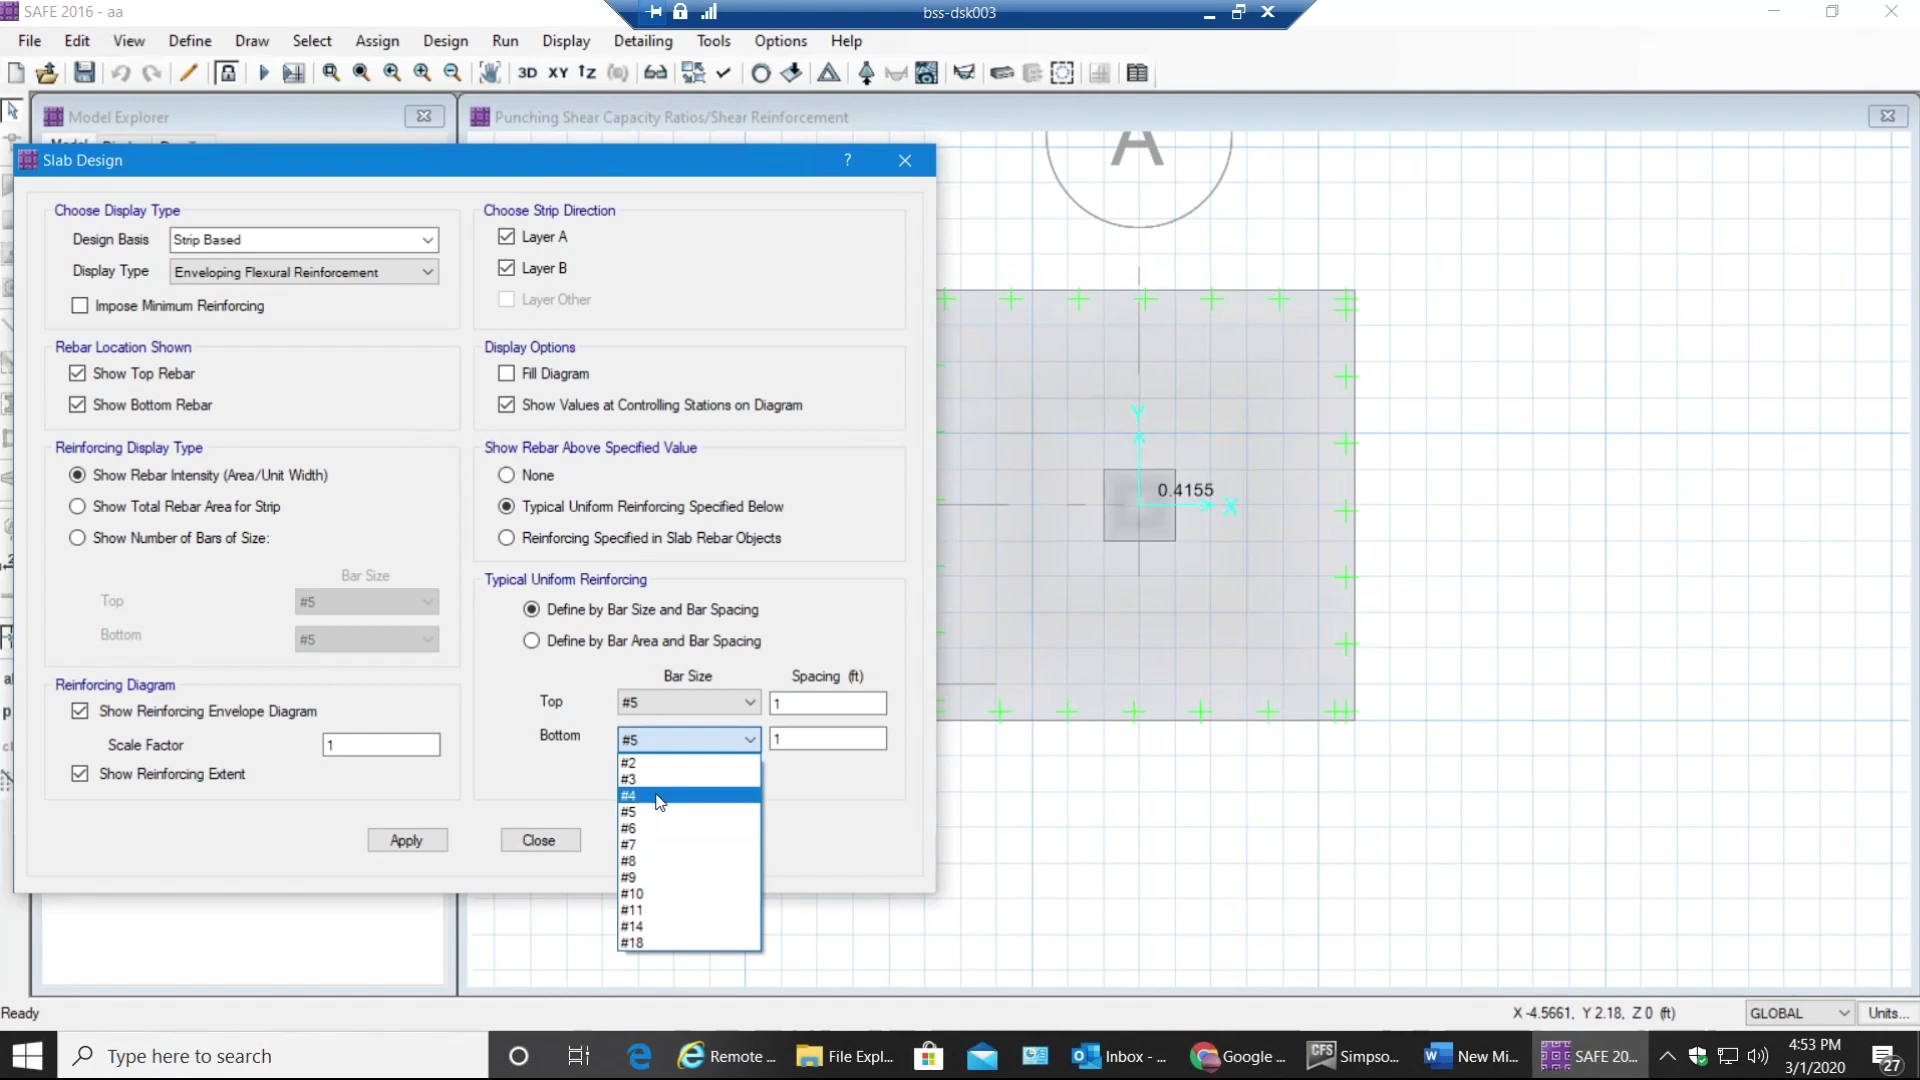 SAFE 2016 - aa
bss-dsk003
File Edit View Define Draw Select Assign Design Run Display Detailing Tools Options Help
3D XY
Model Explorer
Punching Shear Capacity Ratios/Shear Reinforcement
Slab Design
?
A
Choose Display Type
Design Basis Strip Based
Display Type Enveloping Flexural Reinforcement
Impose Minimum Reinforcing
Choose Strip Direction
Layer A
Layer B
Layer Other
Rebar Location Shown
Show Top Rebar
Show Bottom Rebar
Display Options
Fill Diagram
Show Values at Controlling Stations on Diagram
Reinforcing Display Type
Show Rebar Intensity (Area/Unit Width)
Show Total Rebar Area for Strip
Show Number of Bars of Size:
Bar Size
Top #5
Bottom #5
Show Rebar Above Specified Value
None
Typical Uniform Reinforcing Specified Below
Reinforcing Specified in Slab Rebar Objects
Typical Uniform Reinforcing
Define by Bar Size and Bar Spacing
Define by Bar Area and Bar Spacing
Bar Size Spacing (ft)
Top #5 1
Bottom #5 1
#2
#3
#4
#5
#6
#7
#8
#9
#10
#11
#14
#18
Reinforcing Diagram
Show Reinforcing Envelope Diagram
Scale Factor 1
Show Reinforcing Extent
Apply Close
Y
0.4155
X
Ready
X -4.5661, Y 2.18, Z 0 (ft)
GLOBAL
Units...
Type here to search
Remote ...
File Expl...
Inbox - ...
Google ...
CFS
Simpso...
New Mi...
SAFE 20...
4:53 PM
3/1/2020
27